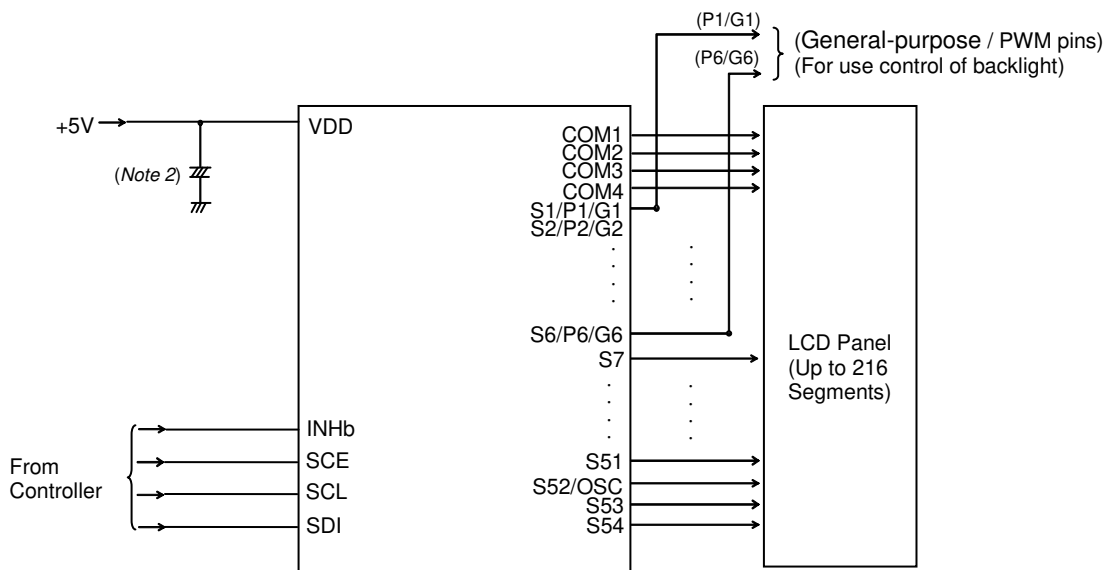 (P1/G1)
(General-purpose / PWM pins)
(P6/G6)
(For use control of backlight)
+5V
VDD
(Note 2)
COM1
COM2
COM3
COM4
S1/P1/G1
S2/P2/G2
S6/P6/G6
S7
LCD Panel
(Up to 216
Segments)
From
Controller
INHb
SCE
SCL
SDI
S51
S52/OSC
S53
S54